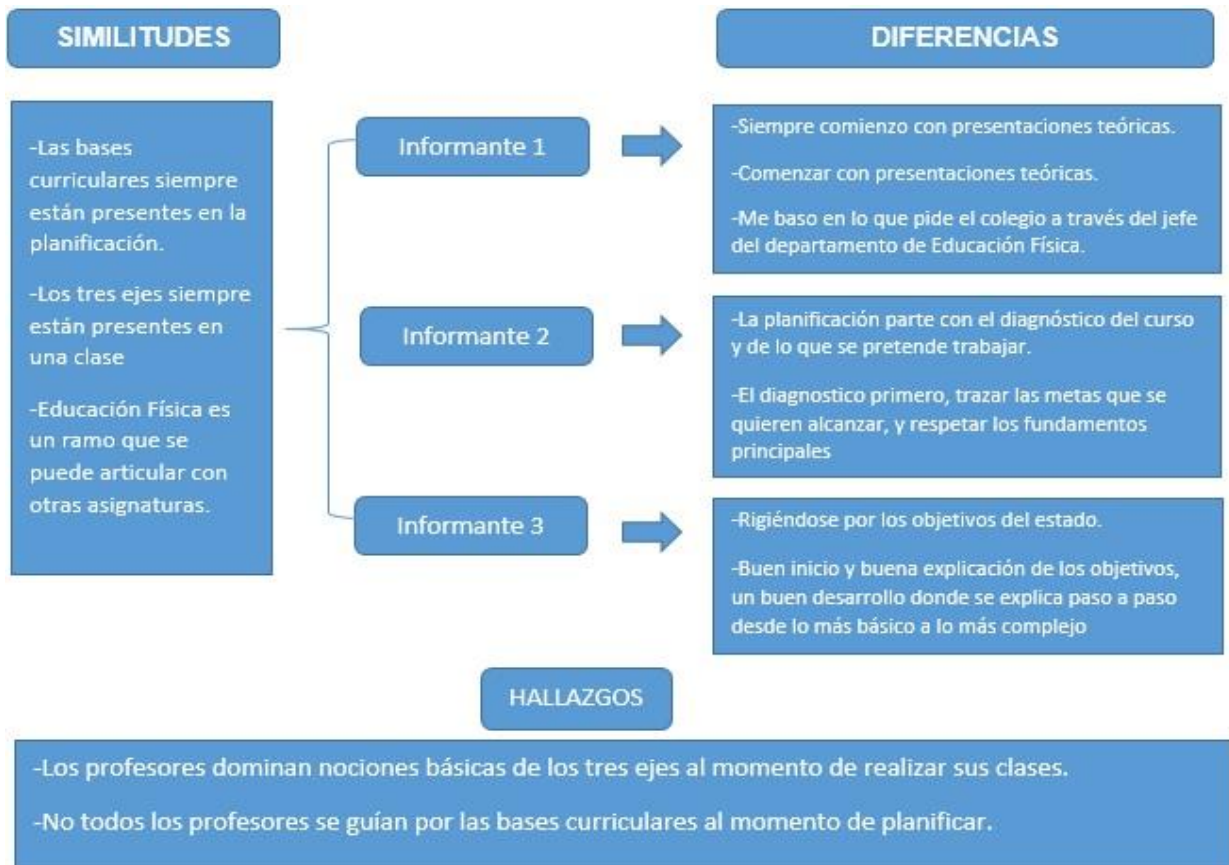 SIMILITUDES
DIFERENCIAS
-Las bases
curriculares siempre
están presentes en la
planificación.
-Los tres ejes siempre
están presentes en
una clase
-Educación Física es
un ramo que se
puede articular con
otras asignaturas.
Informante 1
-Siempre comienzo con presentaciones teóricas.
-Comenzar con presentaciones teóricas.
-Me baso en lo que pide el colegio a través del jefe
del departamento de Educación Física.
Informante 2
-La planificación parte con el diagnóstico del curso
y de lo que se pretende trabajar.
-El diagnostico primero, trazar las metas que se
quieren alcanzar, y respetar los fundamentos
principales
Informante 3
-Rigiéndose por los objetivos del estado.
-Buen inicio y buena explicación de los objetivos,
un buen desarrollo donde se explica paso a paso
desde lo más básico a lo más complejo
HALLAZGOS
-Los profesores dominan nociones básicas de los tres ejes al momento de realizar sus clases.
-No todos los profesores se guían por las bases curriculares al momento de planificar.